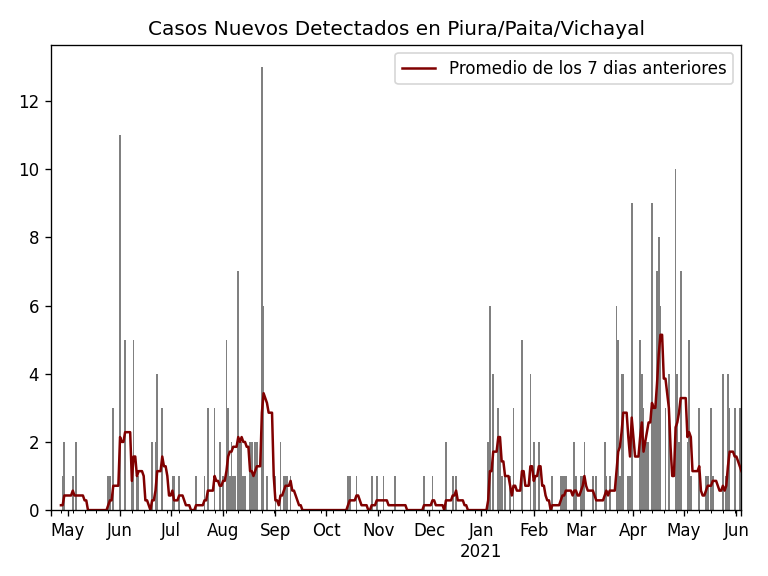 Casos Nuevos Detectados en Piura/Paita/Vichayal
Promedio de los 7 dias anteriores
12
10
8
6
4
2
0
May Jun Jul Aug Sep Oct Nov Dec Jan Feb Mar Apr May Jun
2021